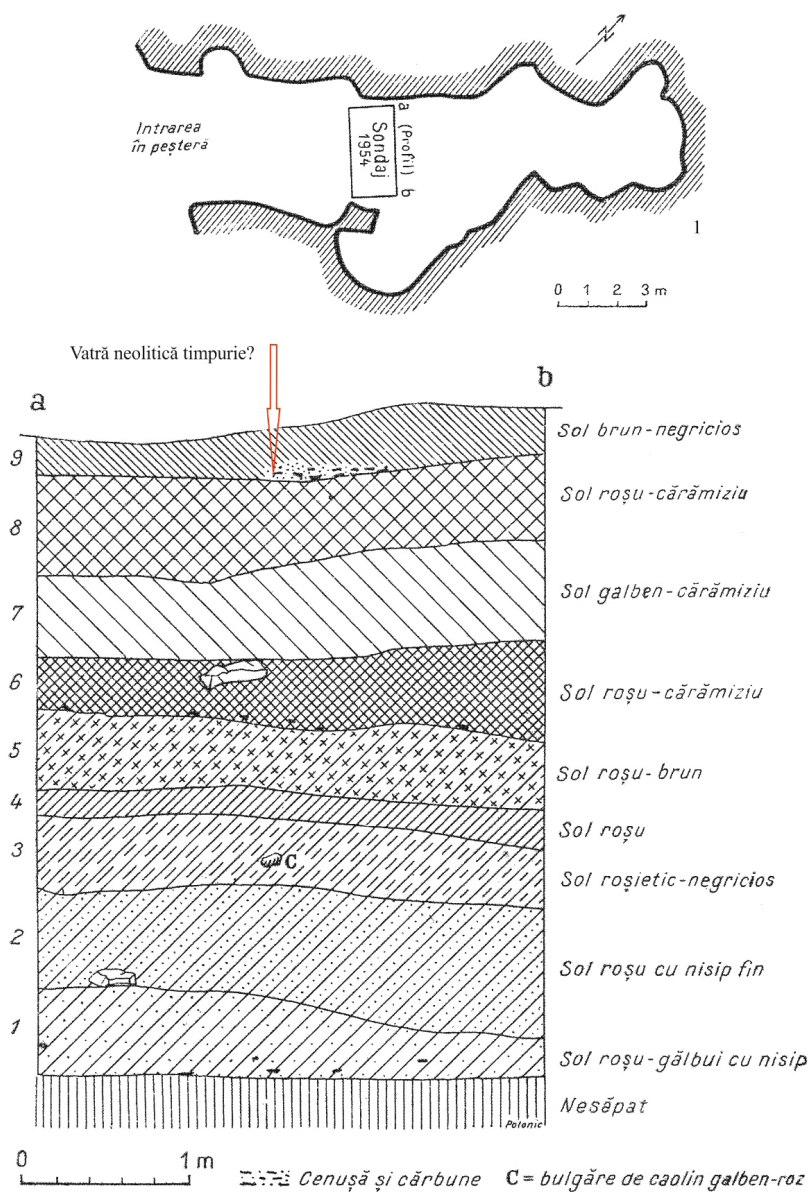 N
Intrarea
în peșteră
a
(Profil)
b
Sondaj
1954
1
0 1 2 3 m
Vatră neolitică timpurie?
a
b
9
Sol brun-negricios
8
Sol roșu-cărămiziu
7
Sol galben-cărămiziu
6
Sol roșu-cărămiziu
5
Sol roșu-brun
4
Sol roșu
3
C
Sol roșietic-negricios
2
Sol roșu cu nisip fin
1
Sol roșu-gălbui cu nisip
Nesăpat
Polonic
0 1 m
Cenușă și cărbune
C = bulgăre de caolin galben-roz